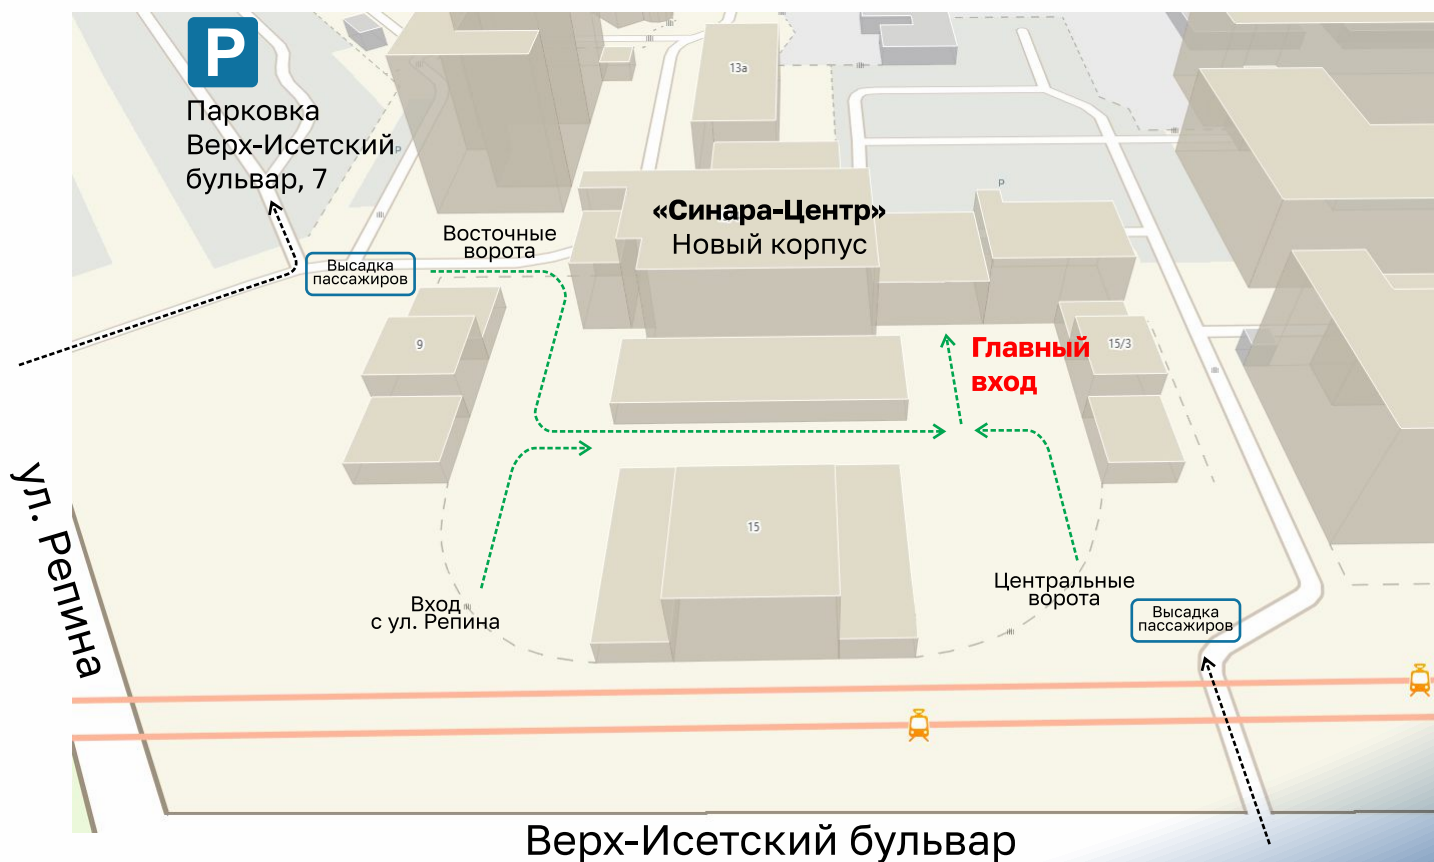 P
Парковка
Верх-Исетский
бульвар, 7
13а
P
P
«Синара-Центр»
Новый корпус
Восточные
ворота
Высадка
пассажиров
9
Главный
вход
15/3
15
ул. Репина
Вход
с ул. Репина
Центральные
ворота
Высадка
пассажиров
Верх-Исетский бульвар